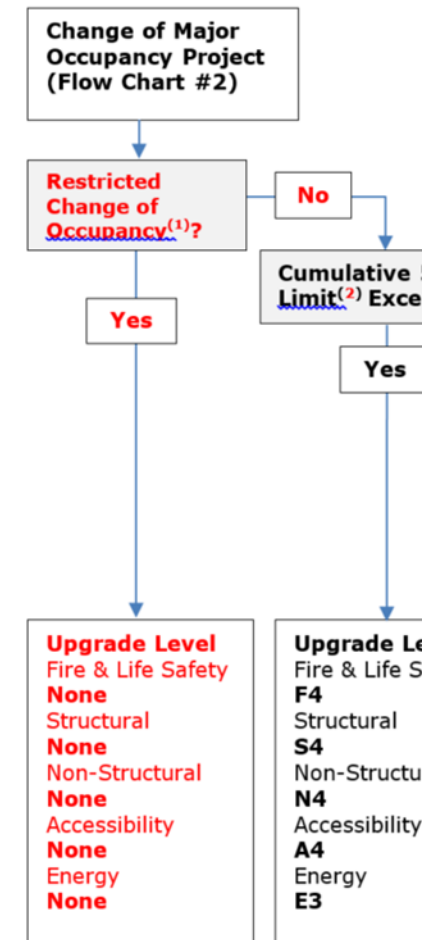 Change of Major
Occupancy Project
(Flow Chart #2)
Restricted
Change of
Occupancy(1)?
No
Yes
Cumulative
Limit(2)
Yes
Upgrade Level
Fire & Life Safety
None
Structural
None
Non-Structural
None
Accessibility
None
Energy
None
Upgrade
Fire & Life
F4
Structural
S4
N4
Accessibility
A4
Energy
E3